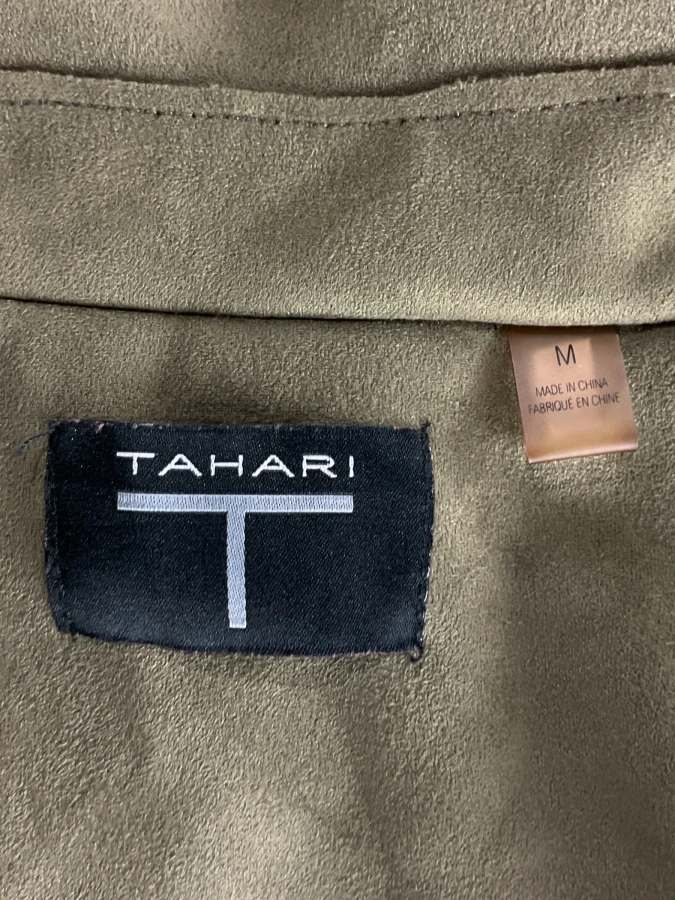 M
MADE IN CHINA
FABRIQUÉ EN CHINE
TAHARI
T